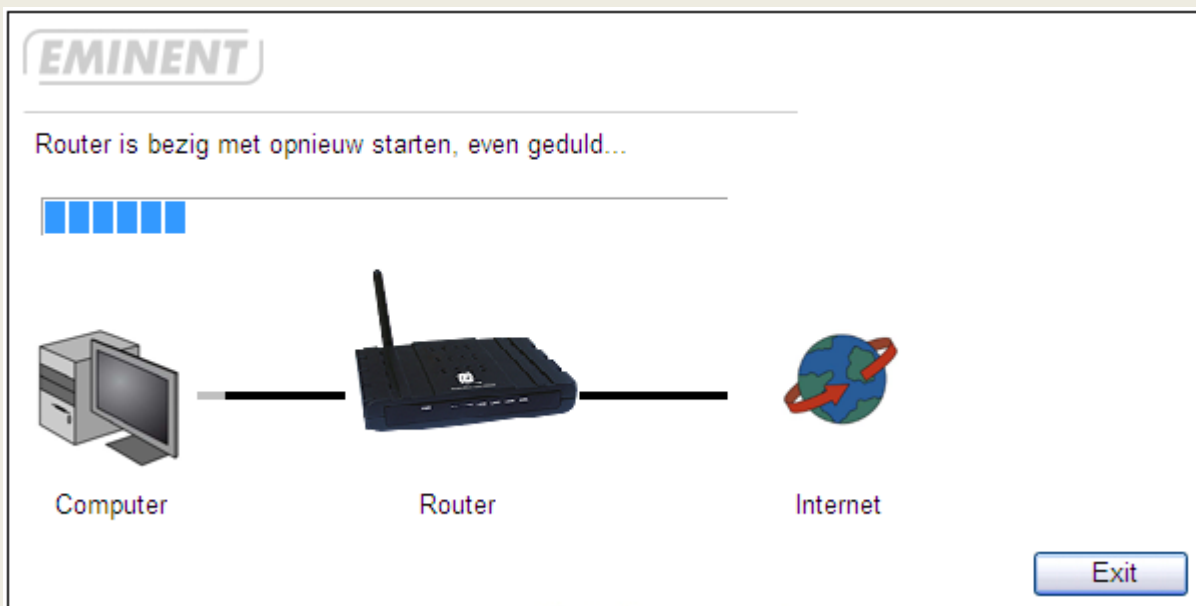 EMINENT
Router is bezig met opnieuw starten, even geduld...
Computer
Router
Internet
Exit